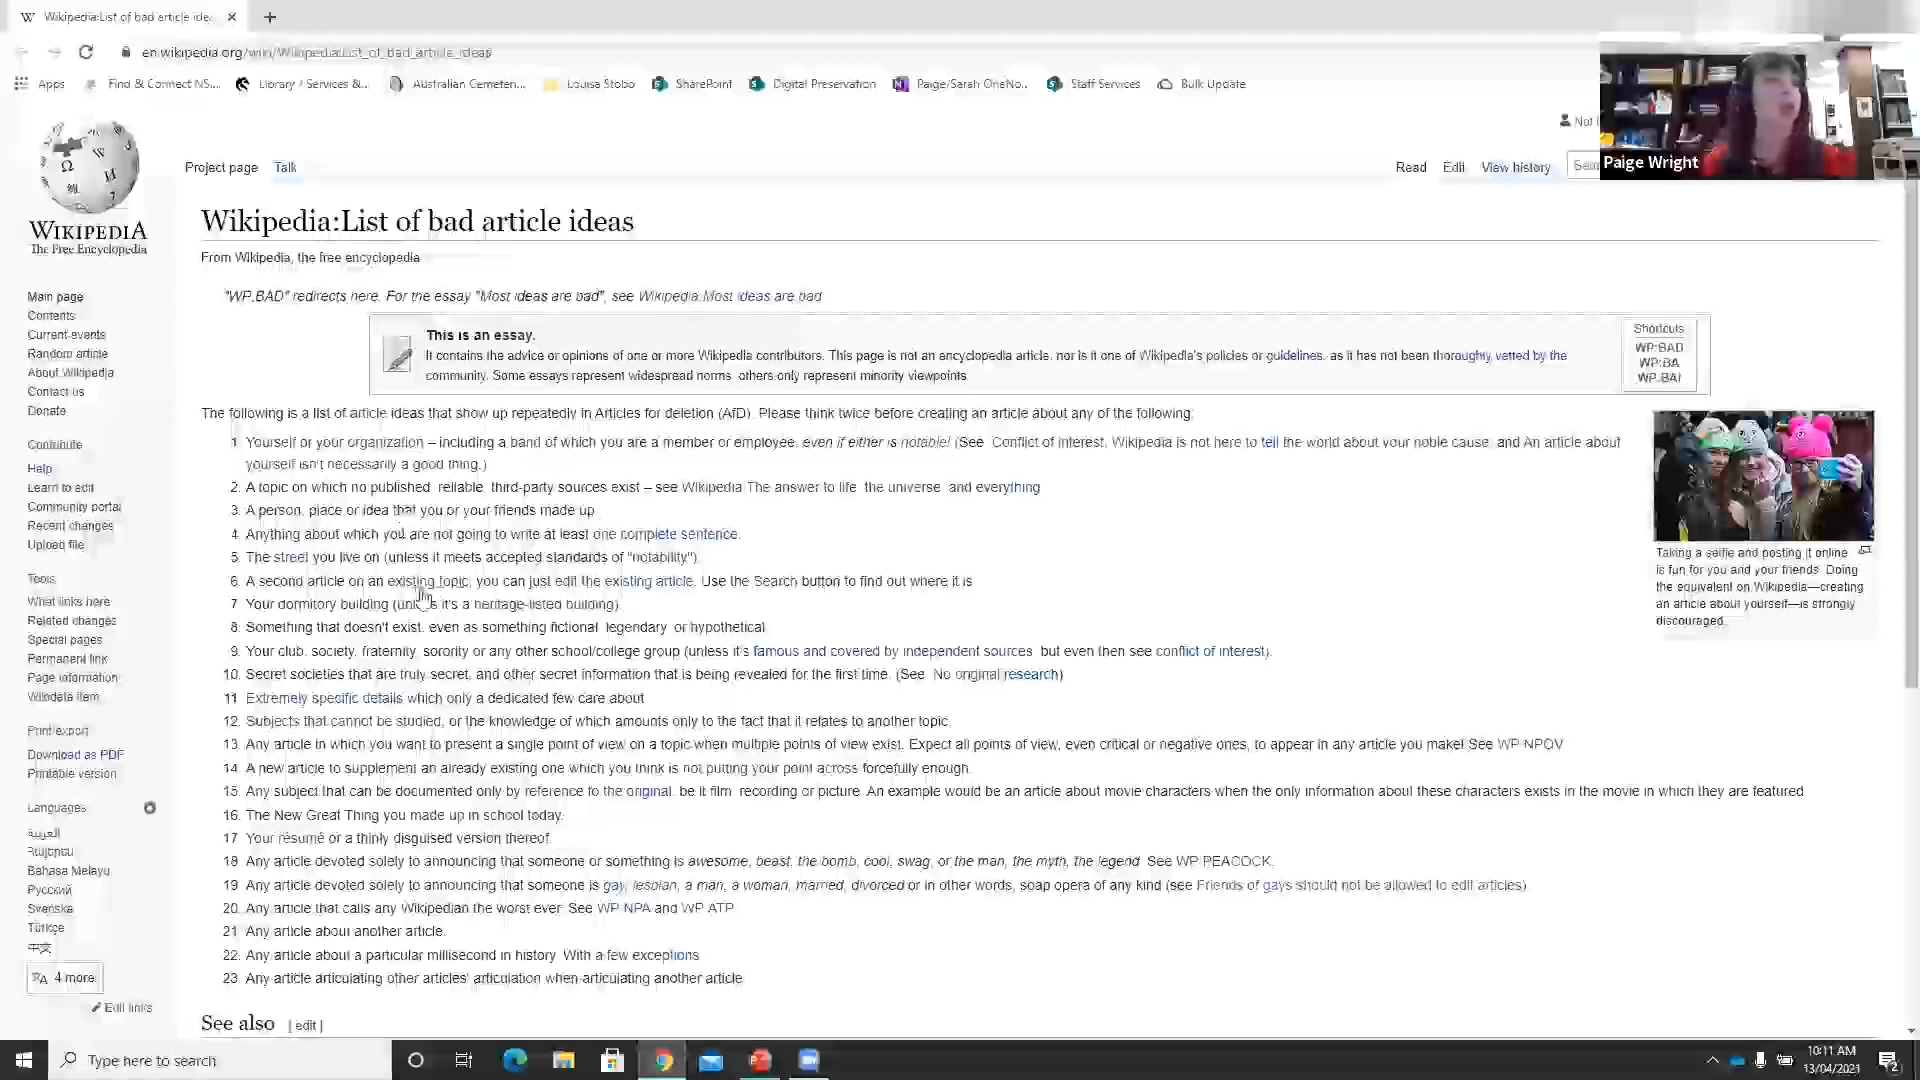 Wikipedia:List of bad article idea
en.wikipedia.org/wiki/Wikipedia:List_of_bad_article_ideas
Apps Find & Connect NS... Library / Services &... Australian Cemeten... Louisa Stobo SharePoint Digital Preservation Paige/Sarah OneNo... Staff Services Bulk Update
Not
Paige Wright
WIKIPEDIA
The Free Encyclopedia
Project page Talk Read Edit View history Sear
Wikipedia:List of bad article ideas
From Wikipedia, the free encyclopedia
"WP:BAD" redirects here. For the essay "Most ideas are bad", see Wikipedia:Most ideas are bad
This is an essay.
It contains the advice or opinions of one or more Wikipedia contributors. This page is not an encyclopedia article, nor is it one of Wikipedia's policies or guidelines, as it has not been thoroughly vetted by the
community. Some essays represent widespread norms; others only represent minority viewpoints.
Shortcuts
WP:BAD
WP:BA
WP:BAI
The following is a list of article ideas that show up repeatedly in Articles for deletion (AfD). Please think twice before creating an article about any of the following:
1. Yourself or your organization – including a band of which you are a member or employee, even if either is notable! (See Conflict of interest, Wikipedia is not here to tell the world about your noble cause, and An article about
yourself isn't necessarily a good thing.)
2. A topic on which no published, reliable, third-party sources exist – see Wikipedia:The answer to life, the universe, and everything
3. A person, place or idea that you or your friends made up.
4. Anything about which you are not going to write at least one complete sentence.
5. The street you live on (unless it meets accepted standards of "notability").
6. A second article on an existing topic; you can just edit the existing article. Use the Search button to find out where it is
7. Your dormitory building (unless it's a heritage-listed building).
8. Something that doesn't exist, even as something fictional, legendary, or hypothetical.
9. Your club, society, fraternity, sorority or any other school/college group (unless it's famous and covered by independent sources, but even then see conflict of interest).
10. Secret societies that are truly secret, and other secret information that is being revealed for the first time. (See: No original research)
11. Extremely specific details which only a dedicated few care about
12. Subjects that cannot be studied, or the knowledge of which amounts only to the fact that it relates to another topic.
13. Any article in which you want to present a single point of view on a topic when multiple points of view exist. Expect all points of view, even critical or negative ones, to appear in any article you make! See WP:NPOV
14. A new article to supplement an already existing one which you think is not putting your point across forcefully enough.
15. Any subject that can be documented only by reference to the original, be it film, recording or picture. An example would be an article about movie characters when the only information about these characters exists in the movie in which they are featured
16. The New Great Thing you made up in school today.
17. Your résumé or a thinly disguised version thereof.
18. Any article devoted solely to announcing that someone or something is awesome, beast, the bomb, cool, swag, or the man, the myth, the legend. See WP:PEACOCK.
19. Any article devoted solely to announcing that someone is gay, lesbian, a man, a woman, married, divorced or in other words, soap opera of any kind (see Friends of gays should not be allowed to edit articles).
20. Any article that calls any Wikipedian the worst ever. See WP:NPA and WP:ATP
21. Any article about another article.
22. Any article about a particular millisecond in history. With a few exceptions
23. Any article articulating other articles' articulation when articulating another article
See also [ edit ]
Taking a selfie and posting it online
is fun for you and your friends. Doing
the equivalent on Wikipedia—creating
an article about yourself—is strongly
discouraged.
Main page
Contents
Current events
Random article
About Wikipedia
Contact us
Donate
Contribute
Help
Learn to edit
Community portal
Recent changes
Upload file
Tools
What links here
Related changes
Special pages
Permanent link
Page information
Wikidata item
Print/export
Download as PDF
Printable version
Languages
العربية
Bahasa Melayu
Русский
Svenska
Türkçe
中文
4 more
Edit links
Type here to search
10:11 AM
13/04/2021
2